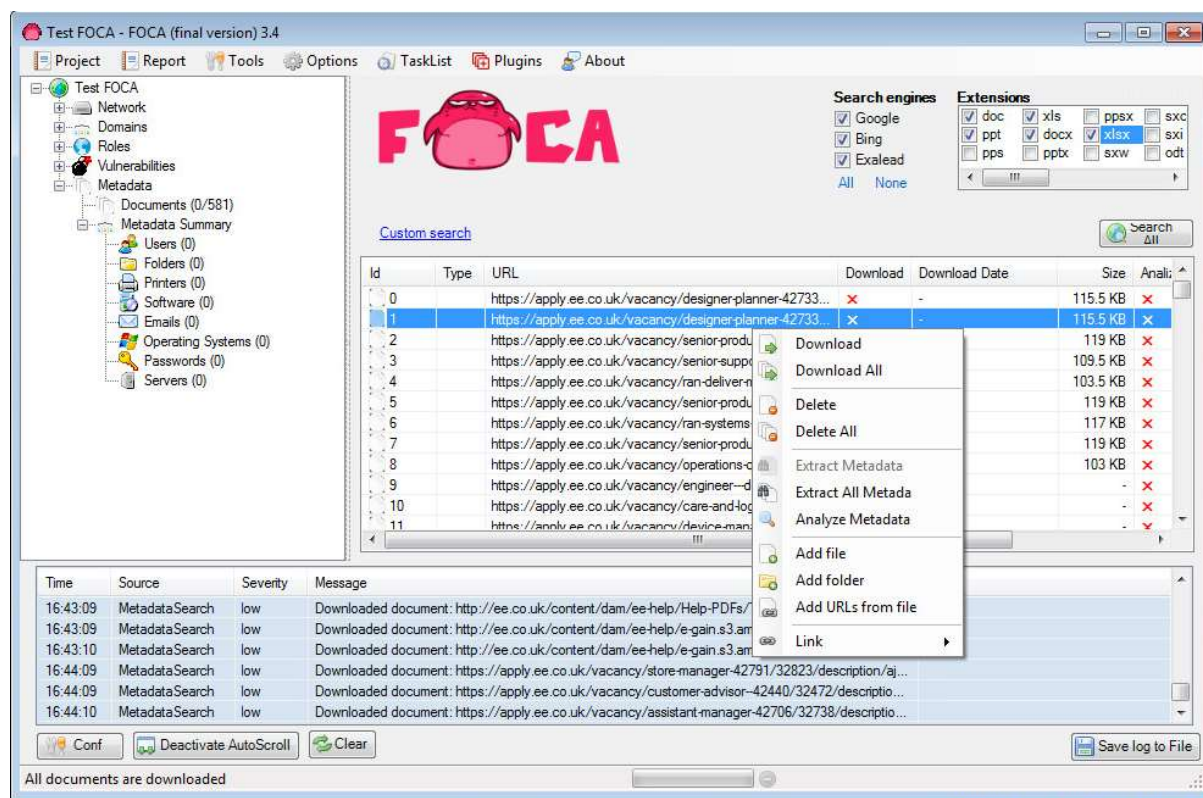 Test FOCA - FOCA (final version) 3.4
Project Report Tools Options TaskList Plugins About
Test FOCA
Network
Domains
Roles
Vulnerabilities
Metadata
Documents (0/581)
Metadata Summary
Users (0)
Folders (0)
Printers (0)
Software (0)
Emails (0)
Operating Systems (0)
Passwords (0)
Servers (0)
FOCA
Search engines
Google
Bing
Exalead
All None
Extensions
doc xls ppsx sxc
ppt docx xlsx sxi
pps pptx sxw odt
Custom search
Search All
Id Type URL Download Download Date Size Analiz
0 https://apply.ee.co.uk/vacancy/designer-planner-42733... × - 115.5 KB ×
1 https://apply.ee.co.uk/vacancy/designer-planner-42733... × - 115.5 KB ×
2 https://apply.ee.co.uk/vacancy/senior-produ 119 KB ×
3 https://apply.ee.co.uk/vacancy/senior-suppo 109.5 KB ×
4 https://apply.ee.co.uk/vacancy/ran-deliver-m 103.5 KB ×
5 https://apply.ee.co.uk/vacancy/senior-produ 119 KB ×
6 https://apply.ee.co.uk/vacancy/ran-systems- 117 KB ×
7 https://apply.ee.co.uk/vacancy/senior-produ 119 KB ×
8 https://apply.ee.co.uk/vacancy/operations-c 103 KB ×
9 https://apply.ee.co.uk/vacancy/engineer---d - ×
10 https://apply.ee.co.uk/vacancy/care-and-log - ×
11 https://apply.ee.co.uk/vacancy/device-man - ×
Download
Download All
Delete
Delete All
Extract Metadata
Extract All Metada
Analyze Metadata
Add file
Add folder
Add URLs from file
Link
Time Source Severity Message
16:43:09 MetadataSearch low Downloaded document: http://ee.co.uk/content/dam/ee-help/Help-PDFs/
16:43:09 MetadataSearch low Downloaded document: http://ee.co.uk/content/dam/ee-help/e-gain.s3.am
16:43:10 MetadataSearch low Downloaded document: http://ee.co.uk/content/dam/ee-help/e-gain.s3.am
16:44:09 MetadataSearch low Downloaded document: https://apply.ee.co.uk/vacancy/store-manager-42791/32823/description/aj...
16:44:09 MetadataSearch low Downloaded document: https://apply.ee.co.uk/vacancy/customer-advisor--42440/32472/descriptio...
16:44:10 MetadataSearch low Downloaded document: https://apply.ee.co.uk/vacancy/assistant-manager-42706/32738/descriptio...
Conf Deactivate AutoScroll Clear Save log to File
All documents are downloaded